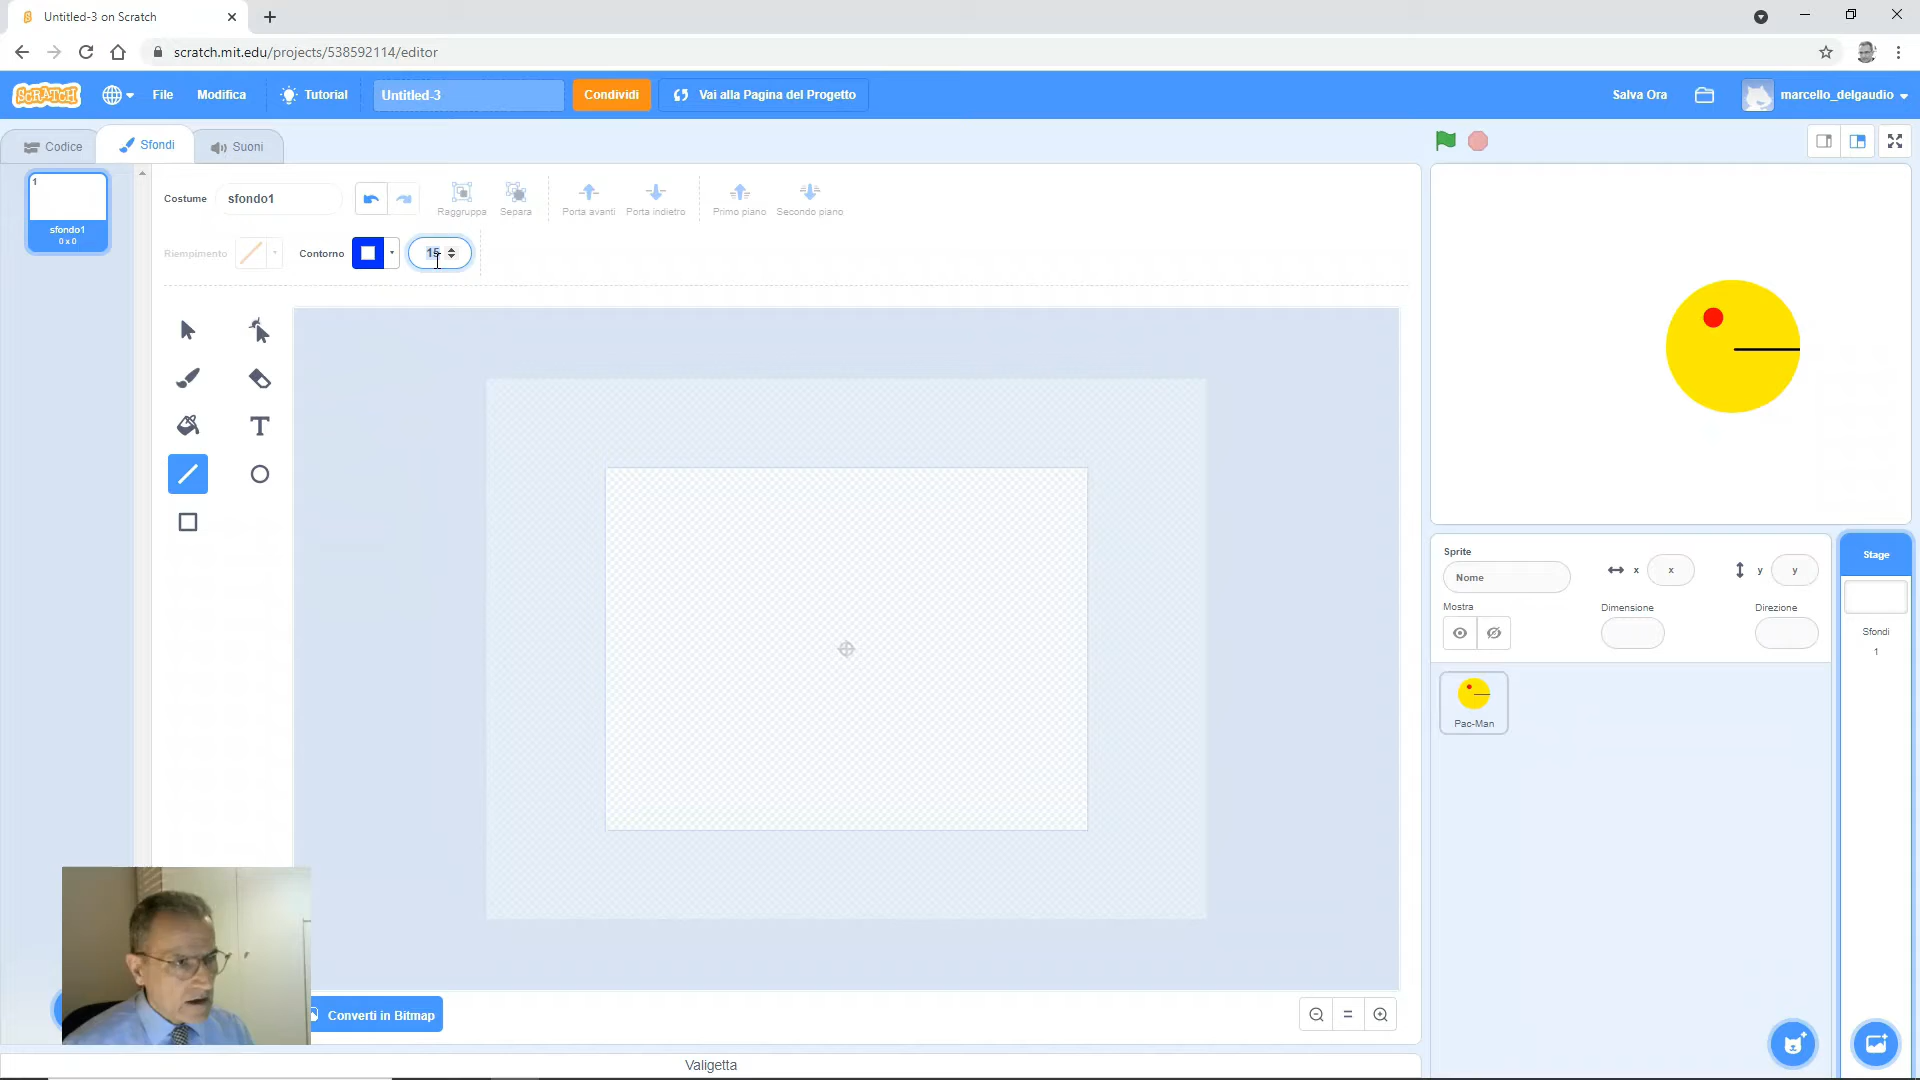 Untitled-3 on Scratch
scratch.mit.edu/projects/538592114/editor
SCRATCH
File
Modifica
Tutorial
Untitled-3
Condividi
Vai alla Pagina del Progetto
Salva Ora
marcello_delgaudio
Codice
Sfondi
Suoni
1
sfondo1
0 x 0
Costume
sfondo1
Raggruppa
Separa
Porta avanti
Porta indietro
Primo piano
Secondo piano
Riempimento
Contorno
15
Converti in Bitmap
Valigetta
Sprite
Nome
x
x
y
y
Mostra
Dimensione
Direzione
Pac-Man
Stage
Sfondi
1